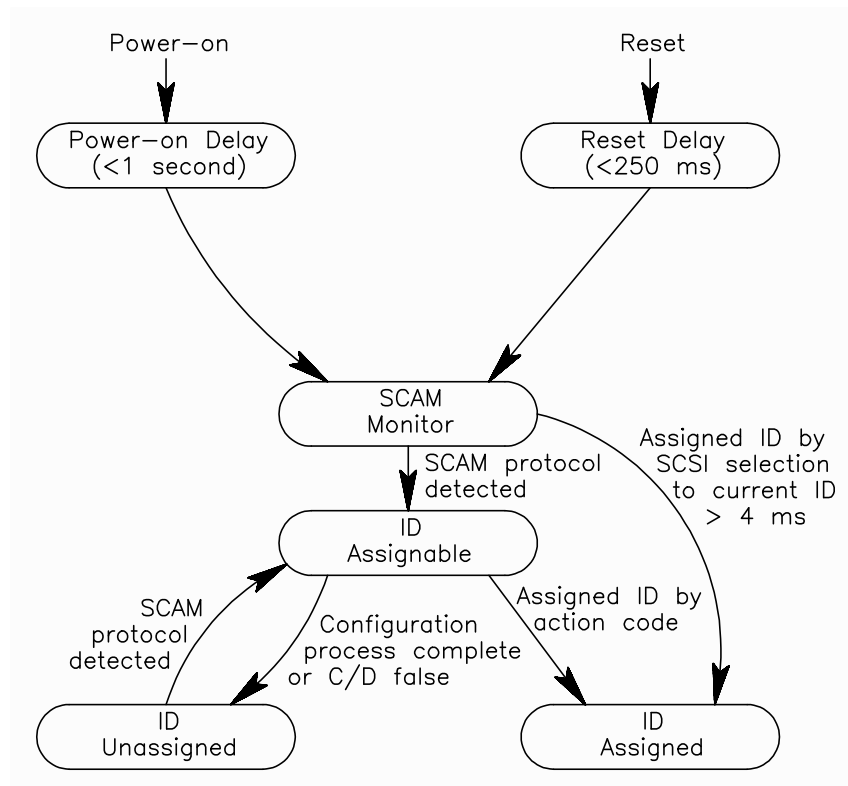 Power-on
Reset
Power-on Delay
(<1 second)
Reset Delay
(<250 ms)
SCAM
Monitor
SCAM protocol
detected
Assigned ID by
SCSI selection
to current ID
> 4 ms
ID
Assignable
SCAM
protocol
detected
Configuration
process complete
or C/D false
Assigned ID by
action code
ID
Unassigned
ID
Assigned